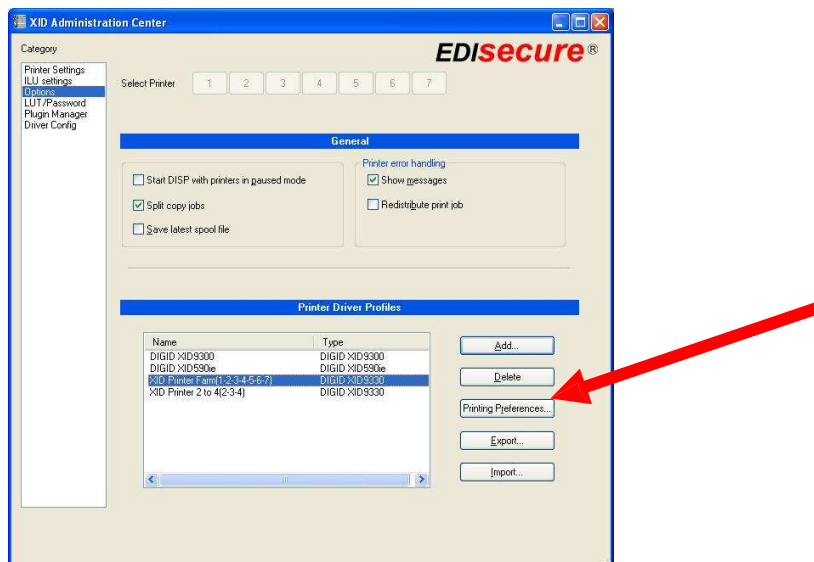 XID Administration Center
Category
EDIsecure®
Printer Settings
ILU settings
Options
LUT/Password
Plugin Manager
Driver Config
Select Printer 1 2 3 4 5 6 7
General
Printer error handling
Start DISP with printers in paused mode
Show messages
Split copy jobs
Redistribute print job
Save latest spool file
Printer Driver Profiles
Name Type
DIGID XID9300 DIGID XID9300
DIGID XID590ie DIGID XID590ie
XID Printer Farm(1-2-3-4-5-6-7) DIGID XID9330
XID Printer 2 to 4(2-3-4) DIGID XID9330
Add...
Delete
Printing Preferences...
Export...
Import...